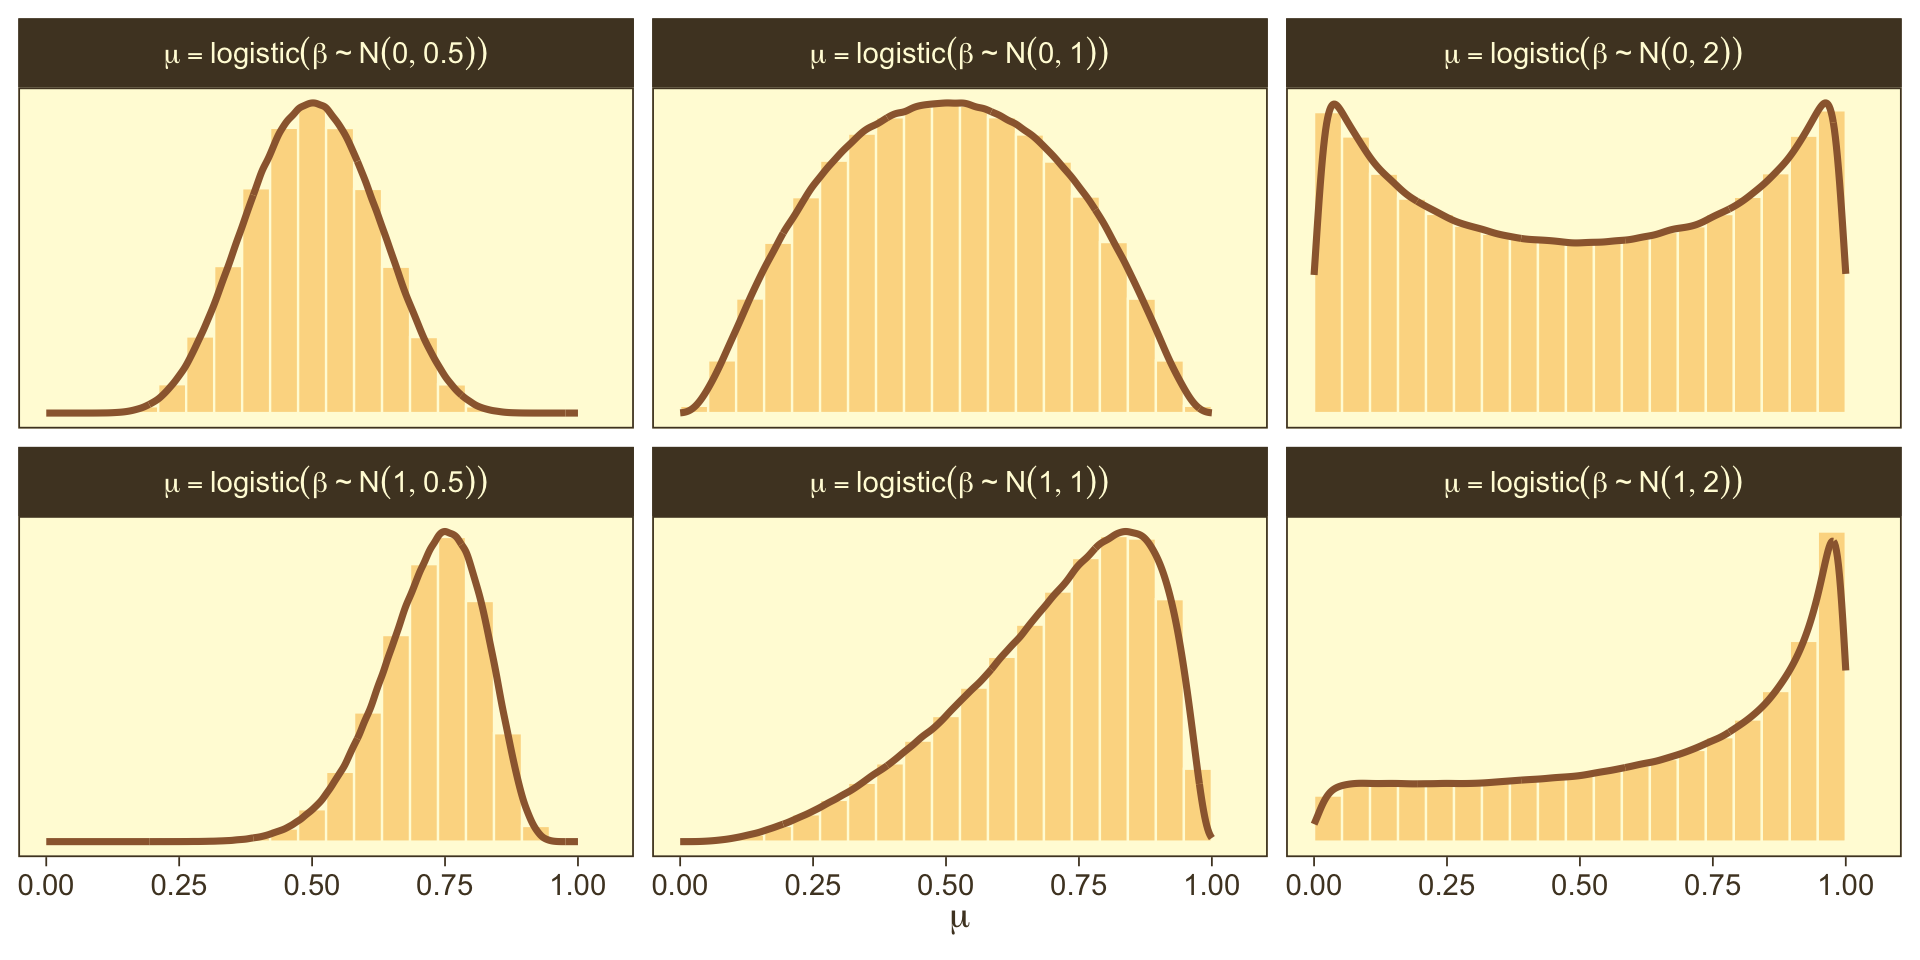 μ = logistic(β ~ N(0, 0.5))
μ = logistic(β ~ N(0, 1))
μ = logistic(β ~ N(0, 2))
μ = logistic(β ~ N(1, 0.5))
μ = logistic(β ~ N(1, 1))
μ = logistic(β ~ N(1, 2))
0.00 0.25 0.50 0.75 1.00
0.00 0.25 0.50 0.75 1.00
0.00 0.25 0.50 0.75 1.00
μ